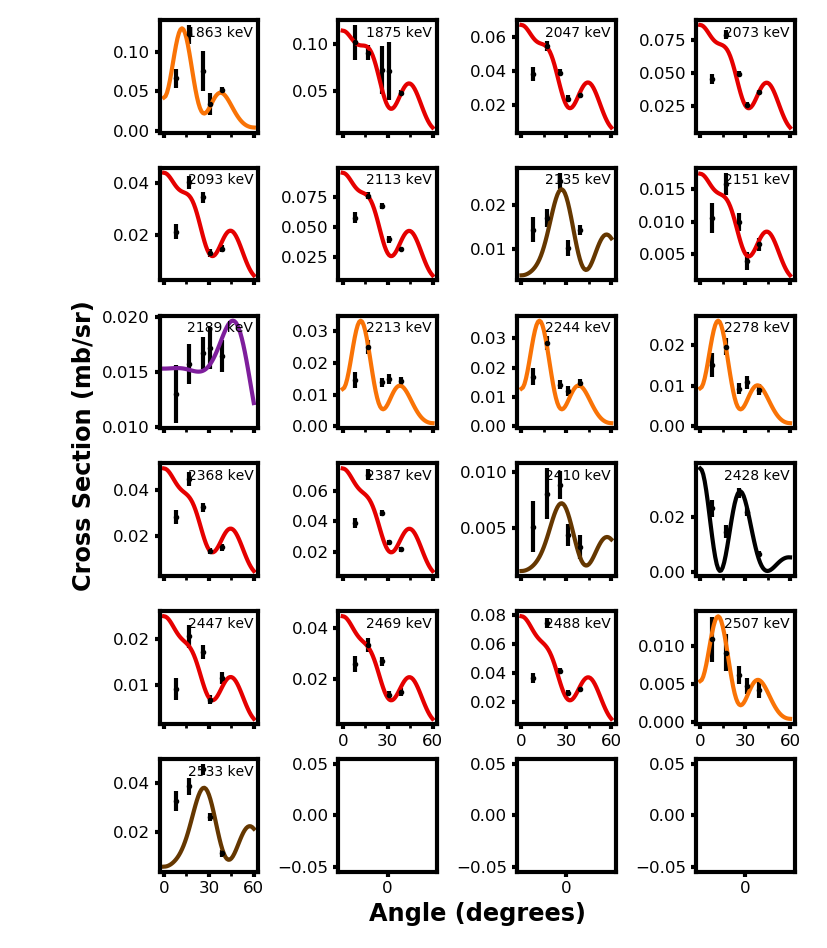 1863 keV
0.10
0.05
0.00
1875 keV
0.10
0.05
2047 keV
0.06
0.04
0.02
2073 keV
0.075
0.050
0.025
2093 keV
0.04
0.02
2113 keV
0.075
0.050
0.025
2135 keV
0.02
0.01
2151 keV
0.015
0.010
0.005
2189 keV
0.020
0.015
0.010
2213 keV
0.03
0.02
0.01
0.00
2244 keV
0.03
0.02
0.01
0.00
2278 keV
0.02
0.01
0.00
2368 keV
0.04
0.02
2387 keV
0.06
0.04
0.02
2410 keV
0.010
0.005
2428 keV
0.02
0.00
2447 keV
0.02
0.01
2469 keV
0.04
0.02
0 30 60
2488 keV
0.08
0.06
0.04
0.02
0 30 60
2507 keV
0.010
0.005
0.000
0 30 60
2533 keV
0.04
0.02
0 30 60
0.05
0.00
−0.05
0
0.05
0.00
−0.05
0
0.05
0.00
−0.05
0
Cross Section (mb/sr)
Angle (degrees)